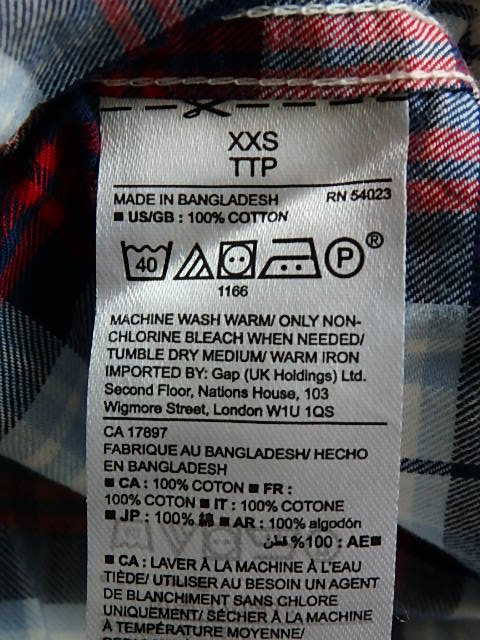 XXS
TTP
MADE IN BANGLADESH RN 54023
■ US/GB : 100% COTTON
40 P ®
1166
MACHINE WASH WARM/ ONLY NON-
CHLORINE BLEACH WHEN NEEDED/
TUMBLE DRY MEDIUM/ WARM IRON
IMPORTED BY: Gap (UK Holdings) Ltd.
Second Floor, Nations House, 103
Wigmore Street, London W1U 1QS
CA 17897
FABRIQUE AU BANGLADESH/ HECHO
EN BANGLADESH
■ CA : 100% COTON ■ FR :
100% COTON ■ IT : 100% COTONE
■ JP : 100% 綿 ■ AR : 100% algodón
■AE : 100% قطن
■ CA : LAVER À LA MACHINE À L'EAU
TIÈDE/ UTILISER AU BESOIN UN AGENT
DE BLANCHIMENT SANS CHLORE
UNIQUEMENT/ SÉCHER À LA MACHINE
À TEMPÉRATURE MOYENNE/